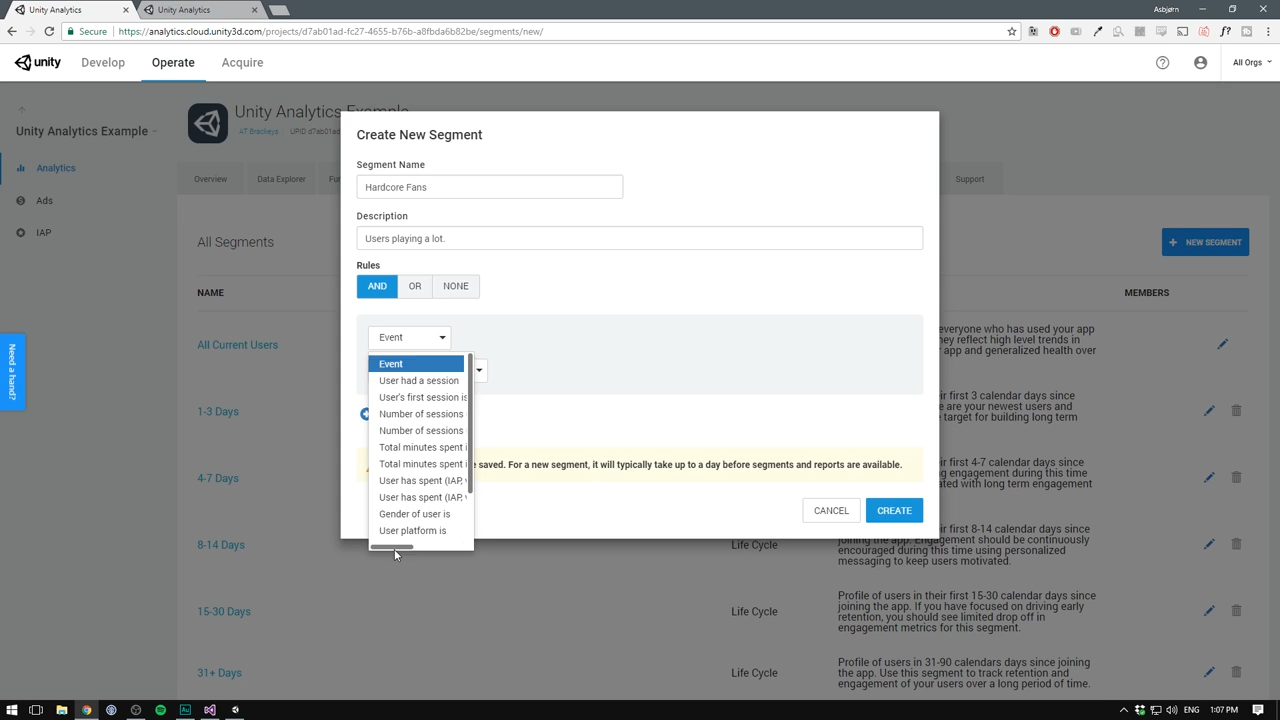 Unity Analytics
Unity Analytics
Asbjørn
Secure
https://analytics.cloud.unity3d.com/projects/d7ab01ad-fc27-4655-b76b-a8fbda6b82be/segments/new/
unity
Develop
Operate
Acquire
All Orgs
Unity Analytics Example
Analytics
Ads
IAP
Need a hand?
Unity Analytics Example
AT Brackeys
UPID d7ab01ad
Overview
Data Explorer
Support
All Segments
NEW SEGMENT
NAME
MEMBERS
All Current Users
everyone who has used your app
hey reflect high level trends in
app and generalized health over
1-3 Days
their first 3 calendar days since
are your newest users and
target for building long term
4-7 Days
ir first 4-7 calendar days since
engagement during this time
ated with long term engagement
8-14 Days
Life Cycle
ir first 8-14 calendar days since
joining the app. Engagement should be continuously
encouraged during this time using personalized
messaging to keep users motivated.
15-30 Days
Life Cycle
Profile of users in their first 15-30 calendar days since
joining the app. If you have focused on driving early
retention, you should see limited drop off in
engagement metrics for this segment.
31+ Days
Life Cycle
Profile of users in 31-90 calendars days since joining
the app. Use this segment to track retention and
engagement of your users over a long period of time.
Create New Segment
Segment Name
Hardcore Fans
Description
Users playing a lot.
Rules
AND
OR
NONE
Event
Event
User had a session
User's first session is
Number of sessions
Number of sessions
Total minutes spent i
Total minutes spent i
User has spent (IAP,
User has spent (IAP,
Gender of user is
User platform is
e saved. For a new segment, it will typically take up to a day before segments and reports are available.
CANCEL
CREATE
1:07 PM